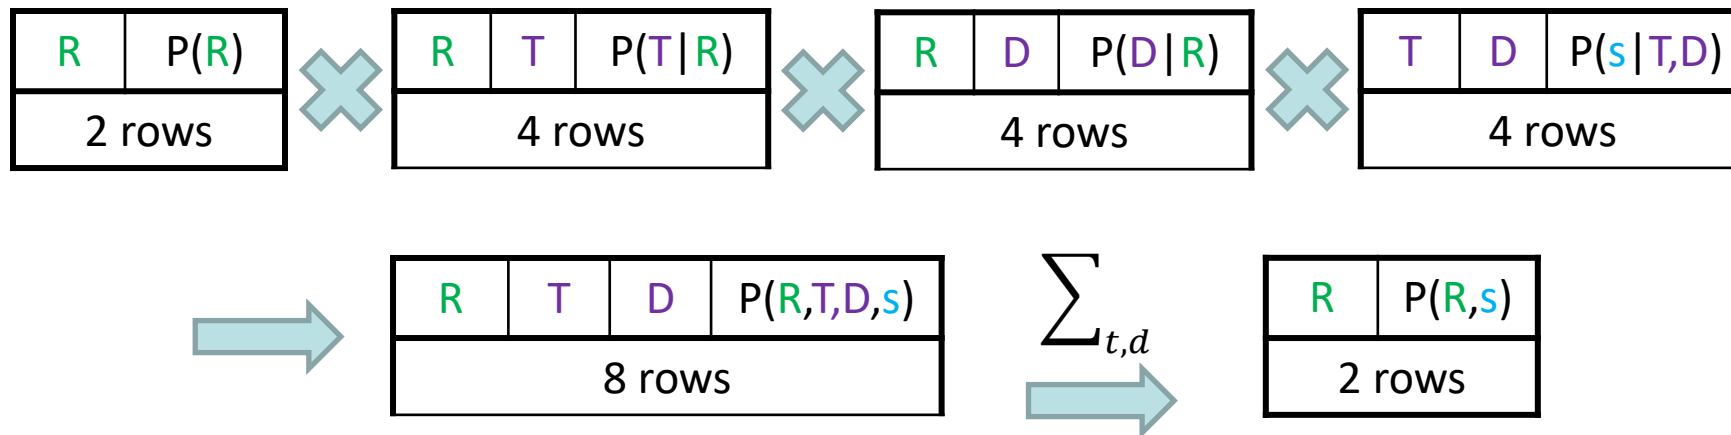 R P(R) R T P(T|R) R D P(D|R) T D P(s|T,D)
2 rows 4 rows 4 rows 4 rows
R T D P(R,T,D,s) ∑t,d R P(R,s)
8 rows 2 rows